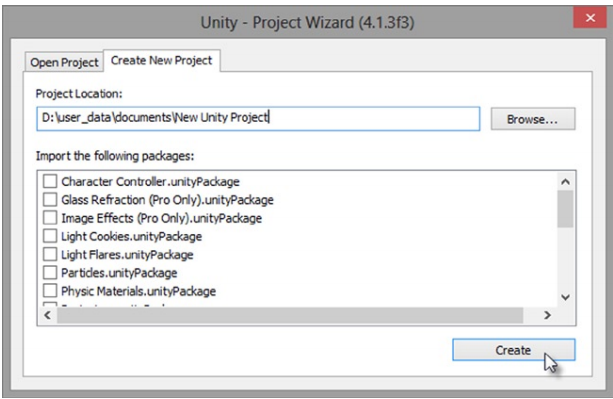 Unity - Project Wizard (4.1.3f3)
Open Project Create New Project
Project Location:
D:\user_data\documents\New Unity Project
Browse...
Import the following packages:
Character Controller.unityPackage
Glass Refraction (Pro Only).unityPackage
Image Effects (Pro Only).unityPackage
Light Cookies.unityPackage
Light Flares.unityPackage
Particles.unityPackage
Physic Materials.unityPackage
Create